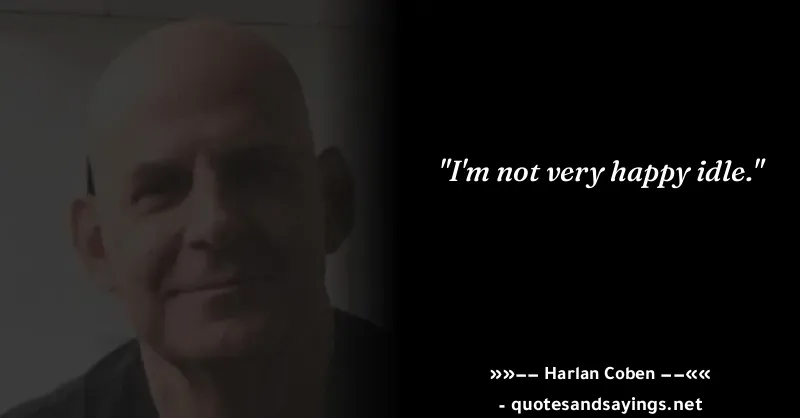 "I'm not very happy idle."
»»−− Harlan Coben −−««
- quotesandsayings.net